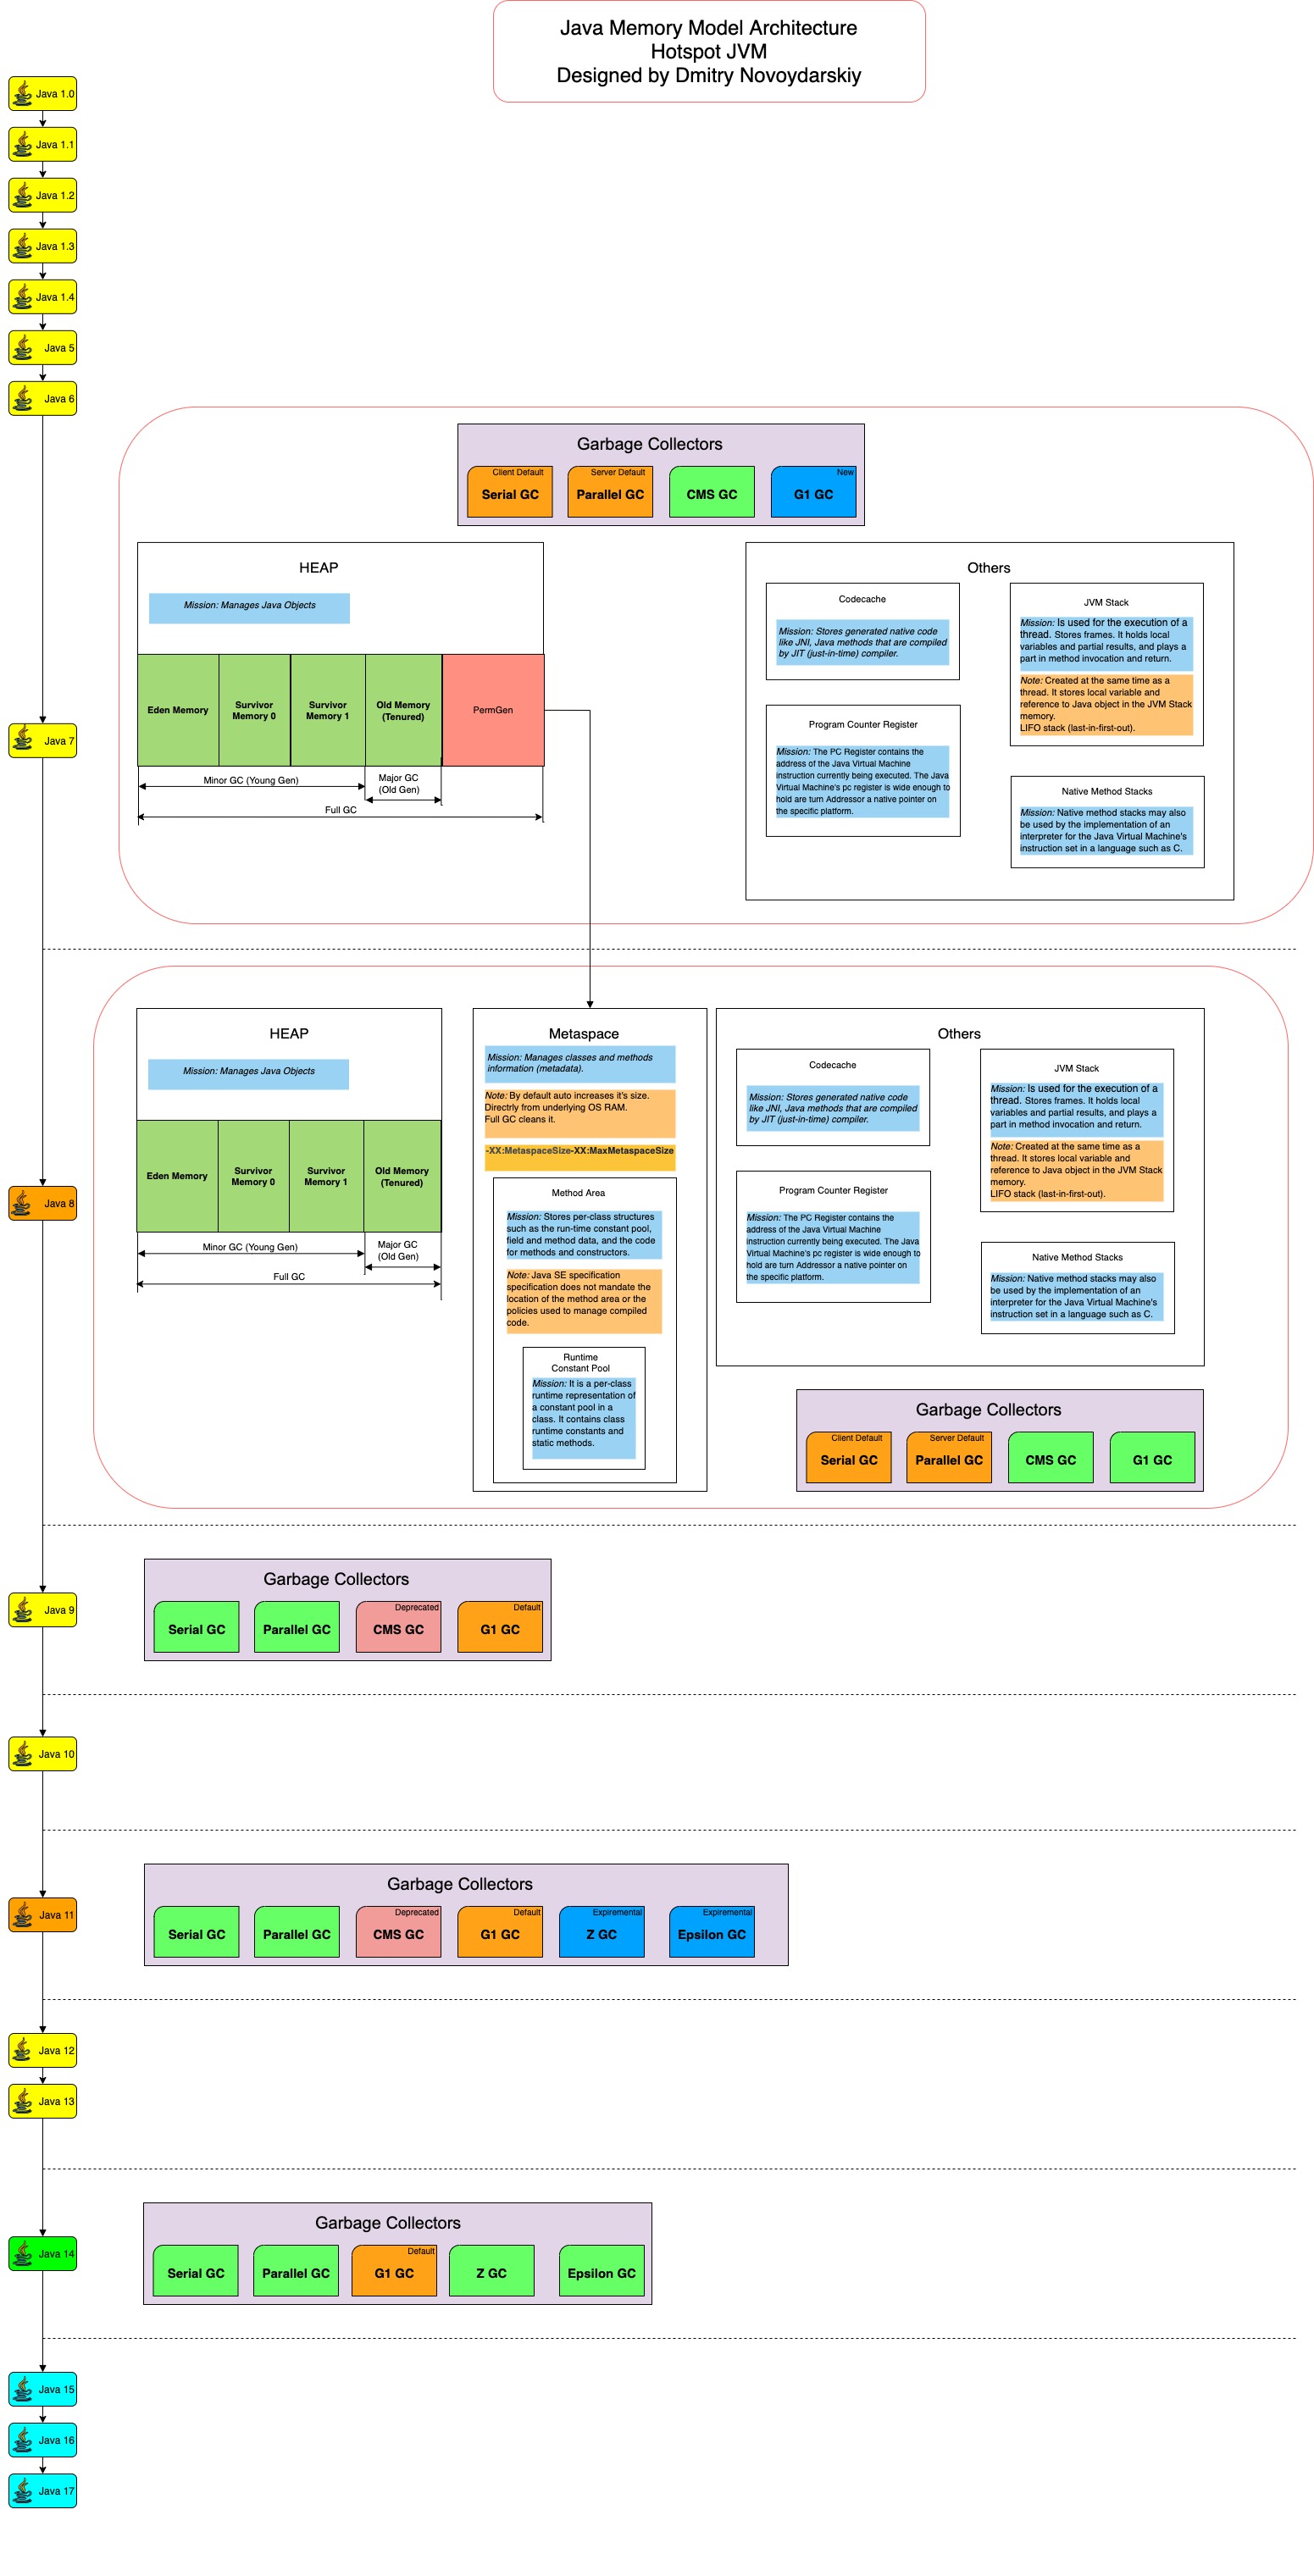 Java Memory Model Architecture
Hotspot JVM
Designed by Dmitry Novoydarskiy
Java 1.0
Java 1.1
Java 1.2
Java 1.3
Java 1.4
Java 5
Java 6
Garbage Collectors
Client Default
Serial GC
Server Default
Parallel GC
CMS GC
New
G1 GC
HEAP
Mission: Manages Java Objects
Eden Memory
Survivor
Memory 0
Survivor
Memory 1
Old Memory
(Tenured)
PermGen
Minor GC (Young Gen)
Major GC
(Old Gen)
Full GC
Others
Codecache
Mission: Stores generated native code
like JNI, Java methods that are compiled
by JIT (just-in-time) compiler.
JVM Stack
Mission: Is used for the execution of a
thread. Stores frames. It holds local
variables and partial results, and plays a
part in method invocation and return.
Note: Created at the same time as a
thread. It stores local variable and
reference to Java object in the JVM Stack
memory.
LIFO stack (last-in-first-out).
Program Counter Register
Mission: The PC Register contains the
address of the Java Virtual Machine
instruction currently being executed. The Java
Virtual Machine's pc register is wide enough to
hold are turn Addressor a native pointer on
the specific platform.
Native Method Stacks
Mission: Native method stacks may also
be used by the implementation of an
interpreter for the Java Virtual Machine's
instruction set in a language such as C.
Java 7
HEAP
Mission: Manages Java Objects
Eden Memory
Survivor
Memory 0
Survivor
Memory 1
Old Memory
(Tenured)
Minor GC (Young Gen)
Major GC
(Old Gen)
Full GC
Metaspace
Mission: Manages classes and methods
information (metadata).
Note: By default auto increases it's size.
Directrly from underlying OS RAM.
Full GC cleans it.
-XX:MetaspaceSize-XX:MaxMetaspaceSize
Method Area
Mission: Stores per-class structures
such as the run-time constant pool,
field and method data, and the code
for methods and constructors.
Note: Java SE specification
specification does not mandate the
location of the method area or the
policies used to manage compiled
code.
Runtime
Constant Pool
Mission: It is a per-class
runtime representation of
a constant pool in a
class. It contains class
runtime constants and
static methods.
Others
Codecache
Mission: Stores generated native code
like JNI, Java methods that are compiled
by JIT (just-in-time) compiler.
JVM Stack
Mission: Is used for the execution of a
thread. Stores frames. It holds local
variables and partial results, and plays a
part in method invocation and return.
Note: Created at the same time as a
thread. It stores local variable and
reference to Java object in the JVM Stack
memory.
LIFO stack (last-in-first-out).
Program Counter Register
Mission: The PC Register contains the
address of the Java Virtual Machine
instruction currently being executed. The Java
Virtual Machine's pc register is wide enough to
hold are turn Addressor a native pointer on
the specific platform.
Native Method Stacks
Mission: Native method stacks may also
be used by the implementation of an
interpreter for the Java Virtual Machine's
instruction set in a language such as C.
Java 8
Garbage Collectors
Client Default
Serial GC
Server Default
Parallel GC
CMS GC
G1 GC
Java 9
Garbage Collectors
Serial GC
Parallel GC
Deprecated
CMS GC
Default
G1 GC
Java 10
Java 11
Garbage Collectors
Serial GC
Parallel GC
Deprecated
CMS GC
Default
G1 GC
Expiremental
Z GC
Expiremental
Epsilon GC
Java 12
Java 13
Java 14
Garbage Collectors
Serial GC
Parallel GC
Default
G1 GC
Z GC
Epsilon GC
Java 15
Java 16
Java 17